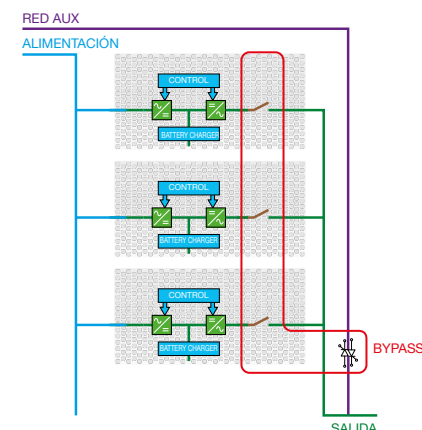 RED AUX
ALIMENTACIÓN
CONTROL
BATTERY CHARGER
CONTROL
BATTERY CHARGER
CONTROL
BATTERY CHARGER
BYPASS
SALIDA